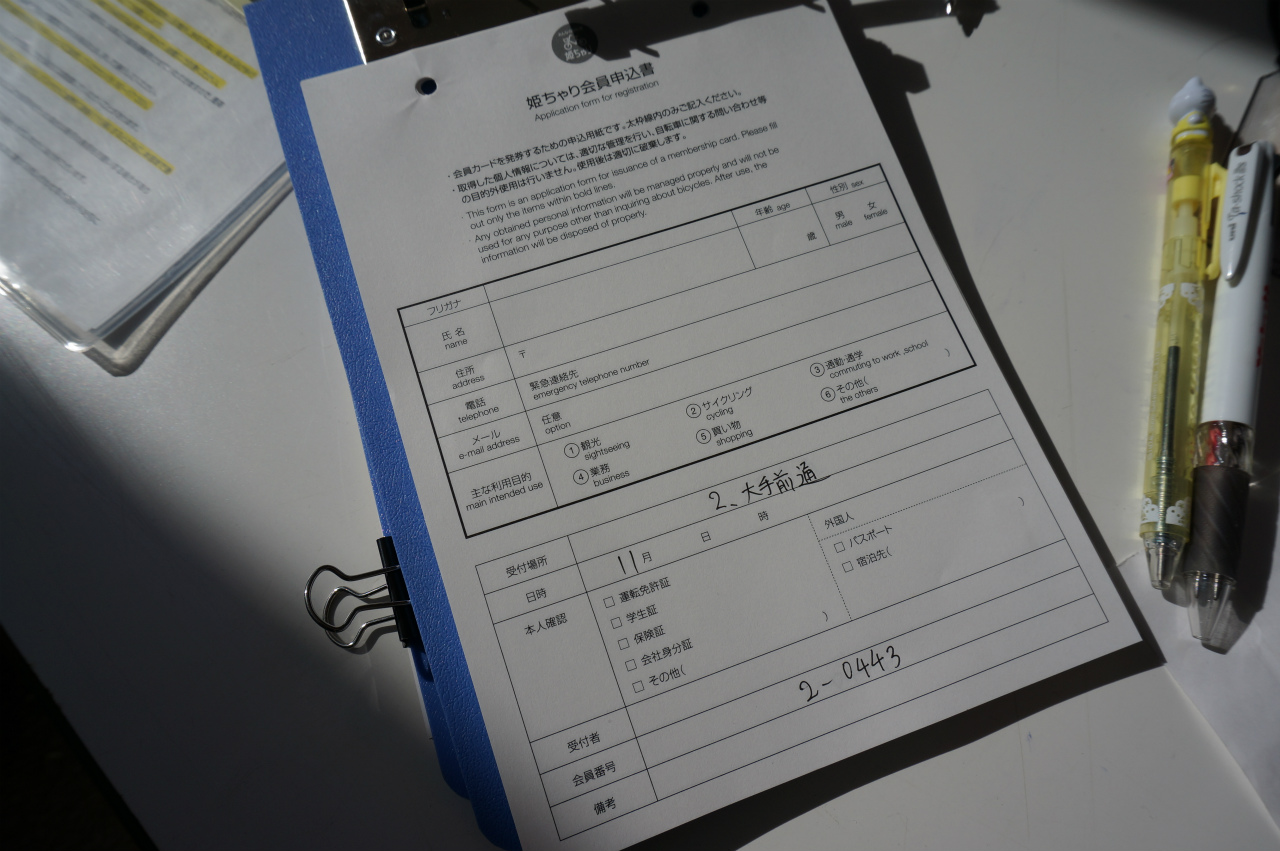 姫ちゃり
姫ちゃり会員申込書
Application form for registration
・会員カードを発券するための申込用紙です。太枠線内のみご記入ください。
・取得した個人情報については、適切な管理を行い、自転車に関する問い合わせ等
の目的外使用は行いません。使用後は適切に破棄します。
・This form is an application form for issuance of a membership card. Please fill
out only the items within bold lines.
・Any obtained personal information will be managed properly and will not be
used for any purpose other than inquiring about bicycles. After use, the
information will be disposed of properly.
フリガナ
年齢 age
性別 sex
氏名
name
歳
男
male
女
female
住所
address
〒
電話
telephone
緊急連絡先
emergency telephone number
メール
e-mail address
任意
option
主な利用目的
main intended use
①観光
sightseeing
②サイクリング
cycling
③通勤・通学
commuting to work ,school
④業務
business
⑤買い物
shopping
⑥その他( )
the others
受付場所
2、大手前通
日時
11月 日 時
本人確認
□ 運転免許証
□ 学生証
□ 保険証
□ 会社身分証
□ その他( )
外国人
□ パスポート
□ 宿泊先( )
受付者
会員番号
2-0443
備考